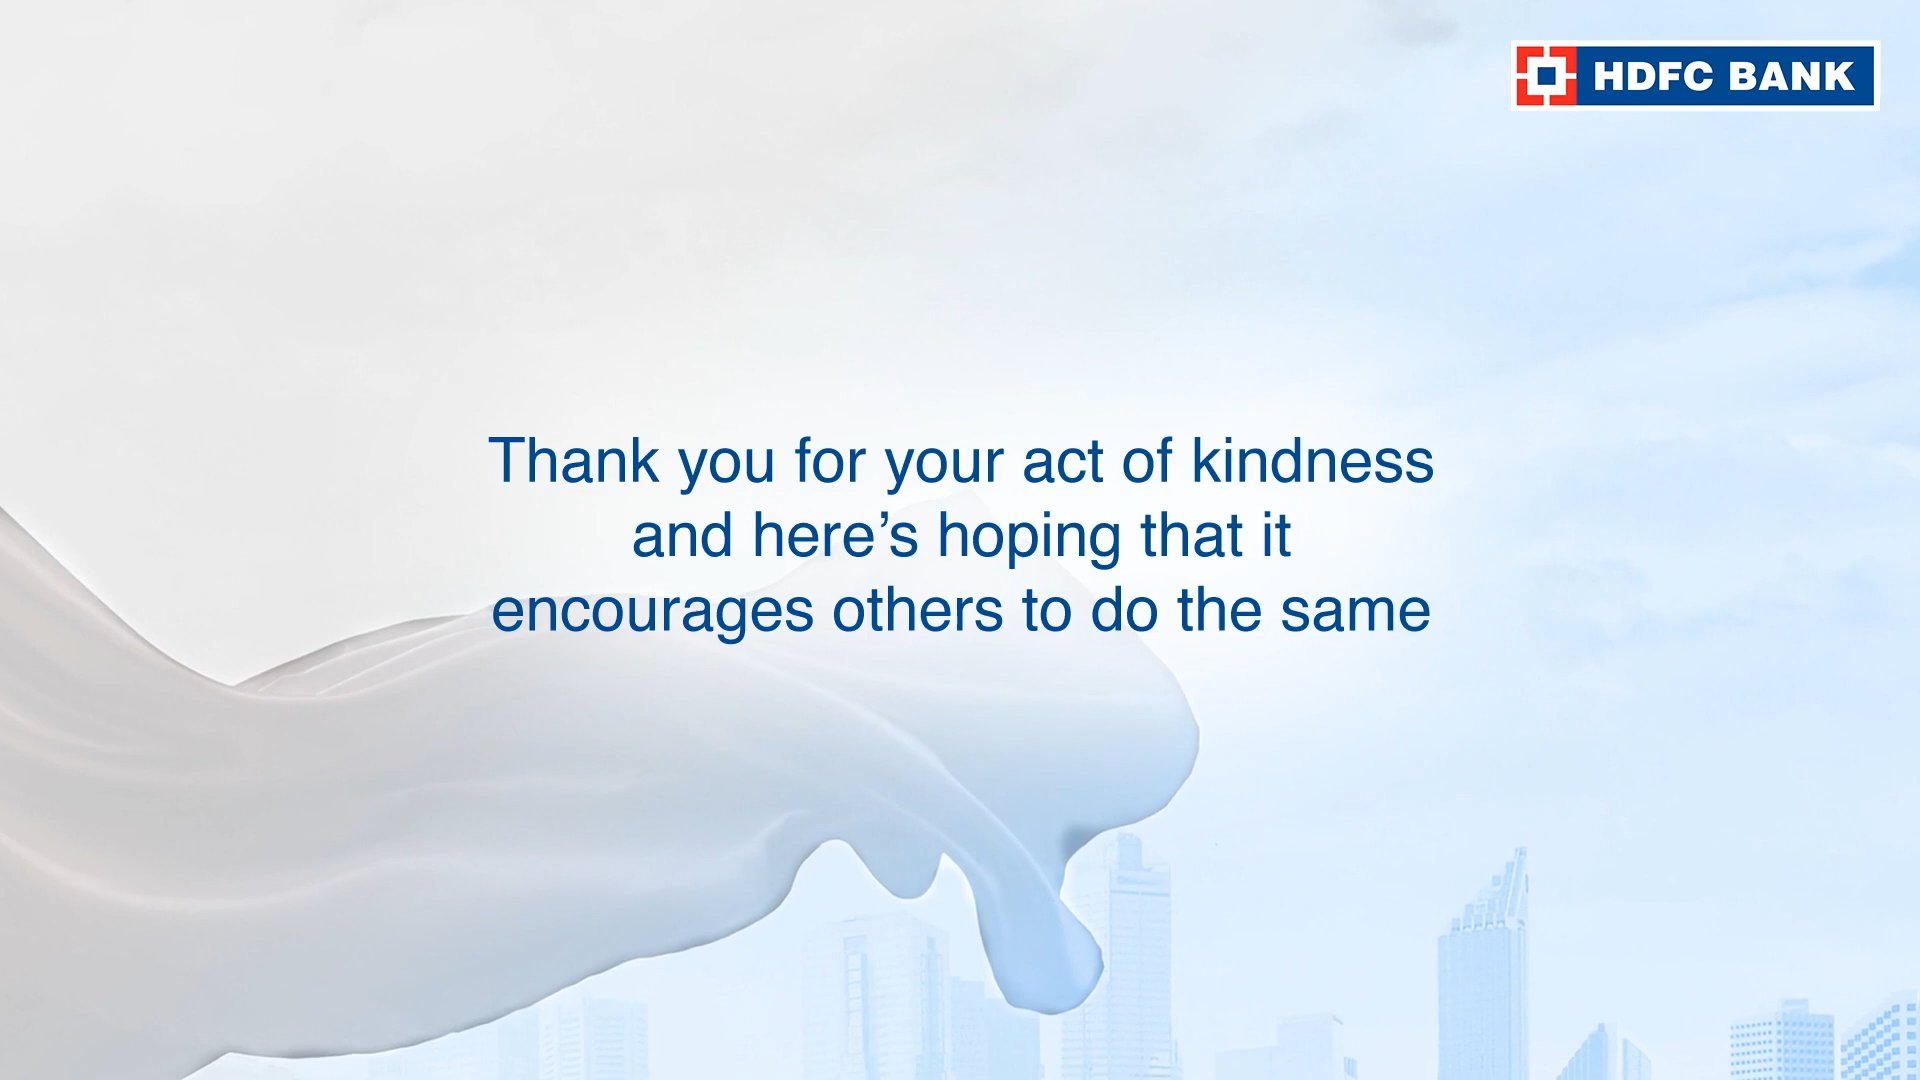 HDFC BANK
Thank you for your act of kindness
and here’s hoping that it
encourages others to do the same